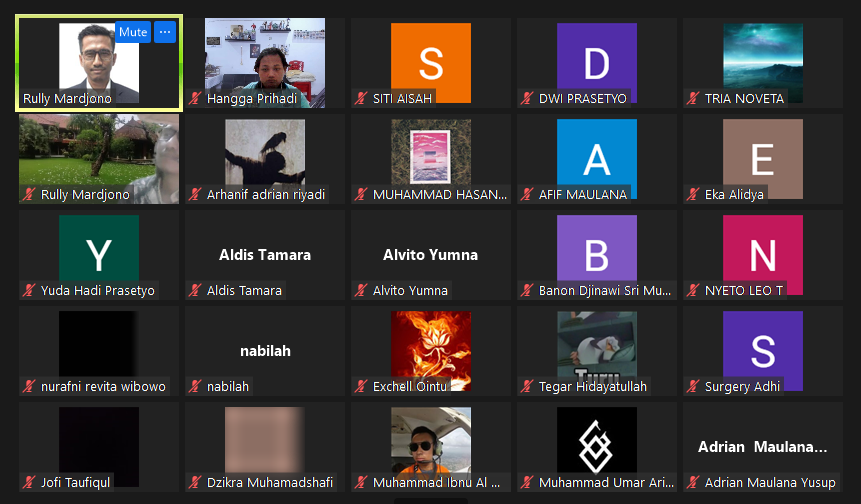 Mute ...
Rully Mardjono
Hangga Prihadi
S
SITI AISAH
D
DWI PRASETYO
TRIA NOVETA
Rully Mardjono
Arhanif adrian riyadi
MUHAMMAD HASAN...
A
AFIF MAULANA
E
Eka Alidya
Y
Yuda Hadi Prasetyo
Aldis Tamara
Aldis Tamara
Alvito Yumna
Alvito Yumna
B
Banon Djinawi Sri Mu...
N
NYETO LEO T
nurafni revita wibowo
nabilah
nabilah
Exchell Ointu
Turu
Tegar Hidayatullah
S
Surgery Adhi
Jofi Taufiqul
Dzikra Muhamadshafi
Muhammad Ibnu Al ...
Muhammad Umar Ari...
Adrian Maulana...
Adrian Maulana Yusup